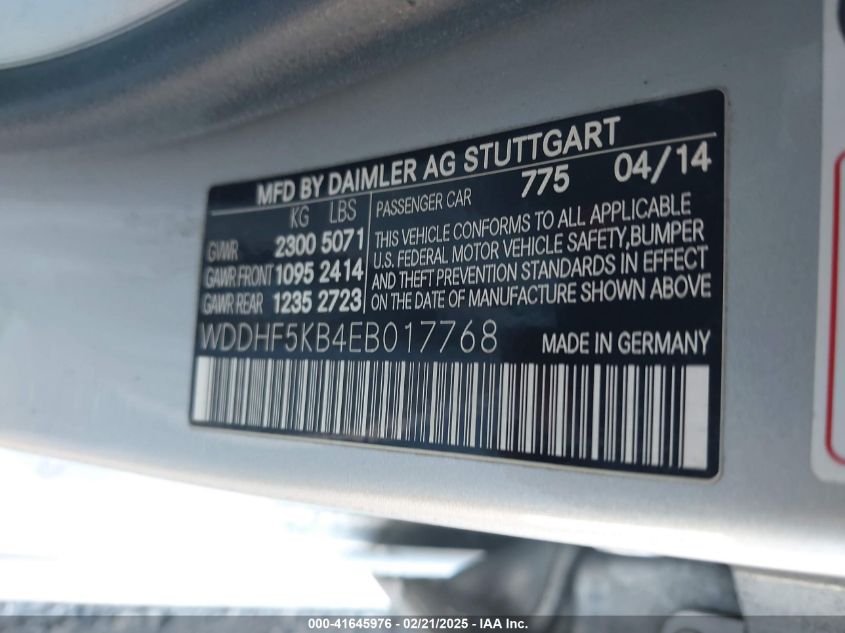 MFD BY DAIMLER AG STUTTGART
KG LBS PASSENGER CAR 775 04/14
GVWR 2300 5071
GAWR FRONT 1095 2414
GAWR REAR 1235 2723
THIS VEHICLE CONFORMS TO ALL APPLICABLE
U.S. FEDERAL MOTOR VEHICLE SAFETY,BUMPER
AND THEFT PREVENTION STANDARDS IN EFFECT
ON THE DATE OF MANUFACTURE SHOWN ABOVE
WDDHF5KB4EB017768 MADE IN GERMANY
000-41645976 - 02/21/2025 - IAA Inc.